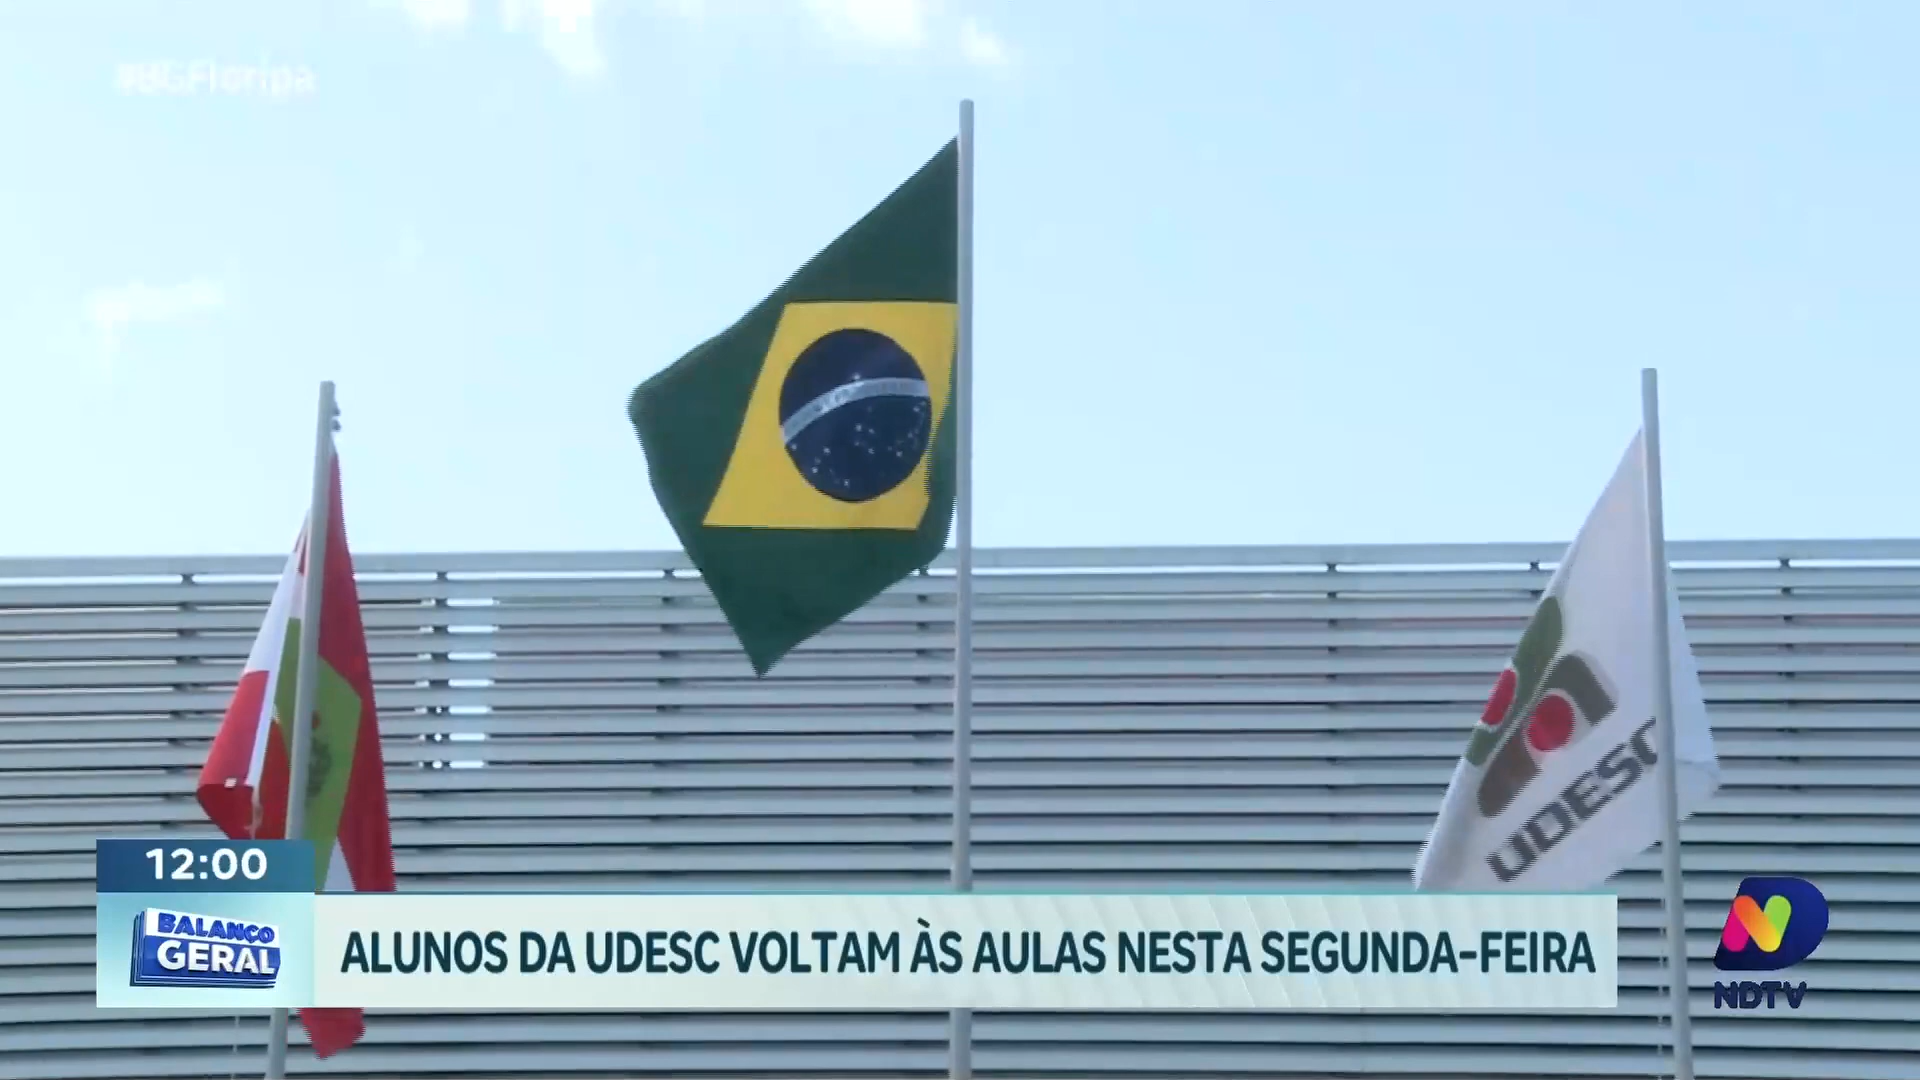 #BGFloripa
UDESC
12:00
BALANÇO
GERAL
ALUNOS DA UDESC VOLTAM ÀS AULAS NESTA SEGUNDA-FEIRA
NDTV